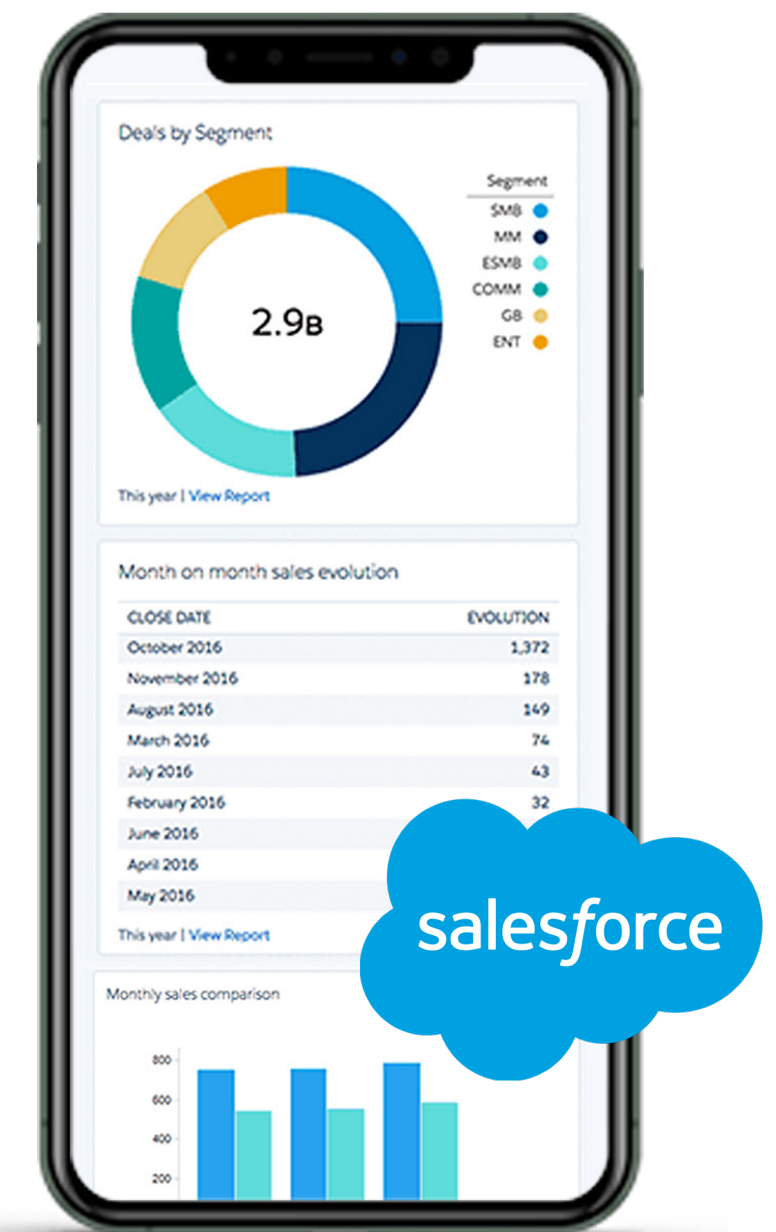 Deals by Segment
Segment
SMB
MM
ESMB
COMM
GB
ENT
2.9B
This year | View Report
Month on month sales evolution
CLOSE DATE EVOLUTION
October 2016 1,372
November 2016 178
August 2016 149
March 2016 74
July 2016 43
February 2016 32
June 2016
April 2016
May 2016
This year | View Report
salesforce
Monthly sales comparison
800
600
400
200